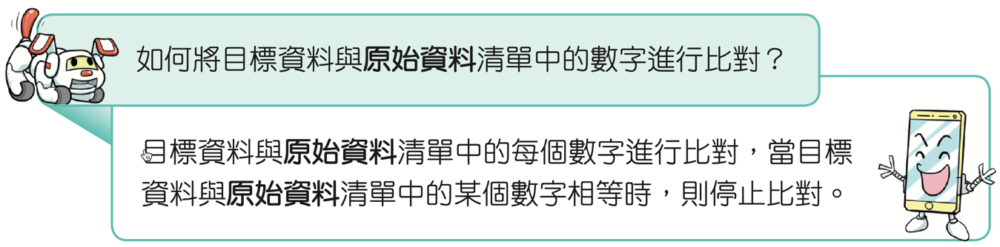 如何將目標資料與原始資料清單中的數字進行比對？
目標資料與原始資料清單中的每個數字進行比對，當目標
資料與原始資料清單中的某個數字相等時，則停止比對。